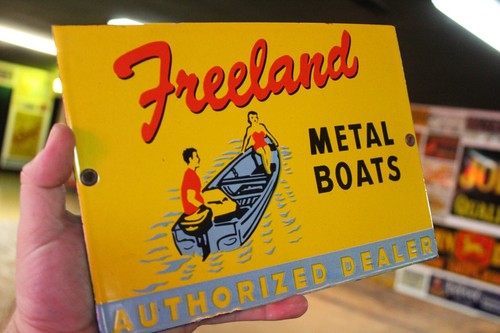 Freeland
METAL
BOATS
AUTHORIZED DEALER